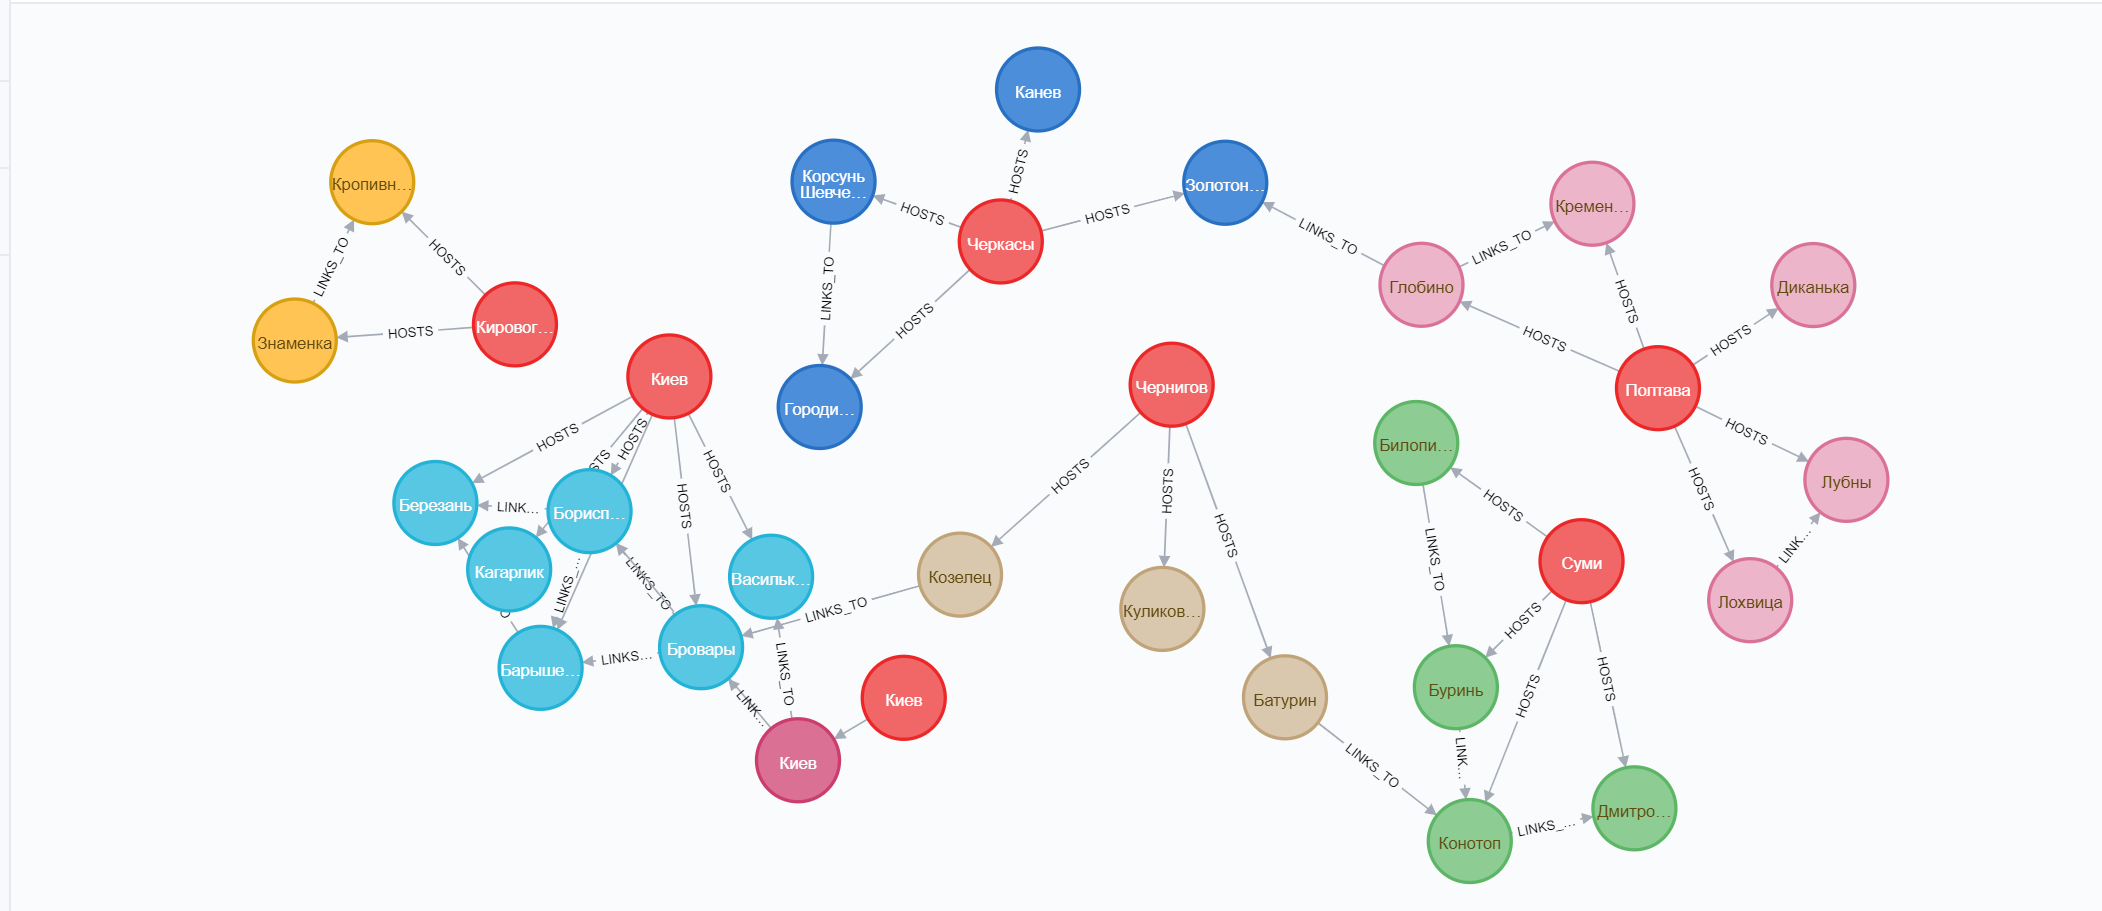 Канев
HOSTS
Кропивн…
Корсунь
Шевче…
HOSTS
Черкасы
HOSTS
Золотон…
LINKS_TO
HOSTS
Знаменка
HOSTS
Кировог…
LINKS_TO
HOSTS
Городи…
LINKS_TO
Глобино
LINKS_TO
Кремен…
HOSTS
HOSTS
Диканька
HOSTS
Поптава
HOSTS
Лубны
HOSTS
LINK…
Лохвица
Киев
HOSTS
HOSTS
STS
HOSTS
HOSTS
Березань
LINK…
Борисп…
Кагарлик
LINKS_…
LINKS_TO
Васильк…
Барыше…
LINKS…
Бровары
LINKS_TO
Козелец
LINK…
LINKS_TO
Киев
Киев
Чернигов
HOSTS
HOSTS
HOSTS
Куликов…
Батурин
LINKS_TO
Билопи…
HOSTS
Суми
LINKS_TO
HOSTS
HOSTS
HOSTS
Буринь
LINK…
Конотоп
LINKS_…
Дмитро…